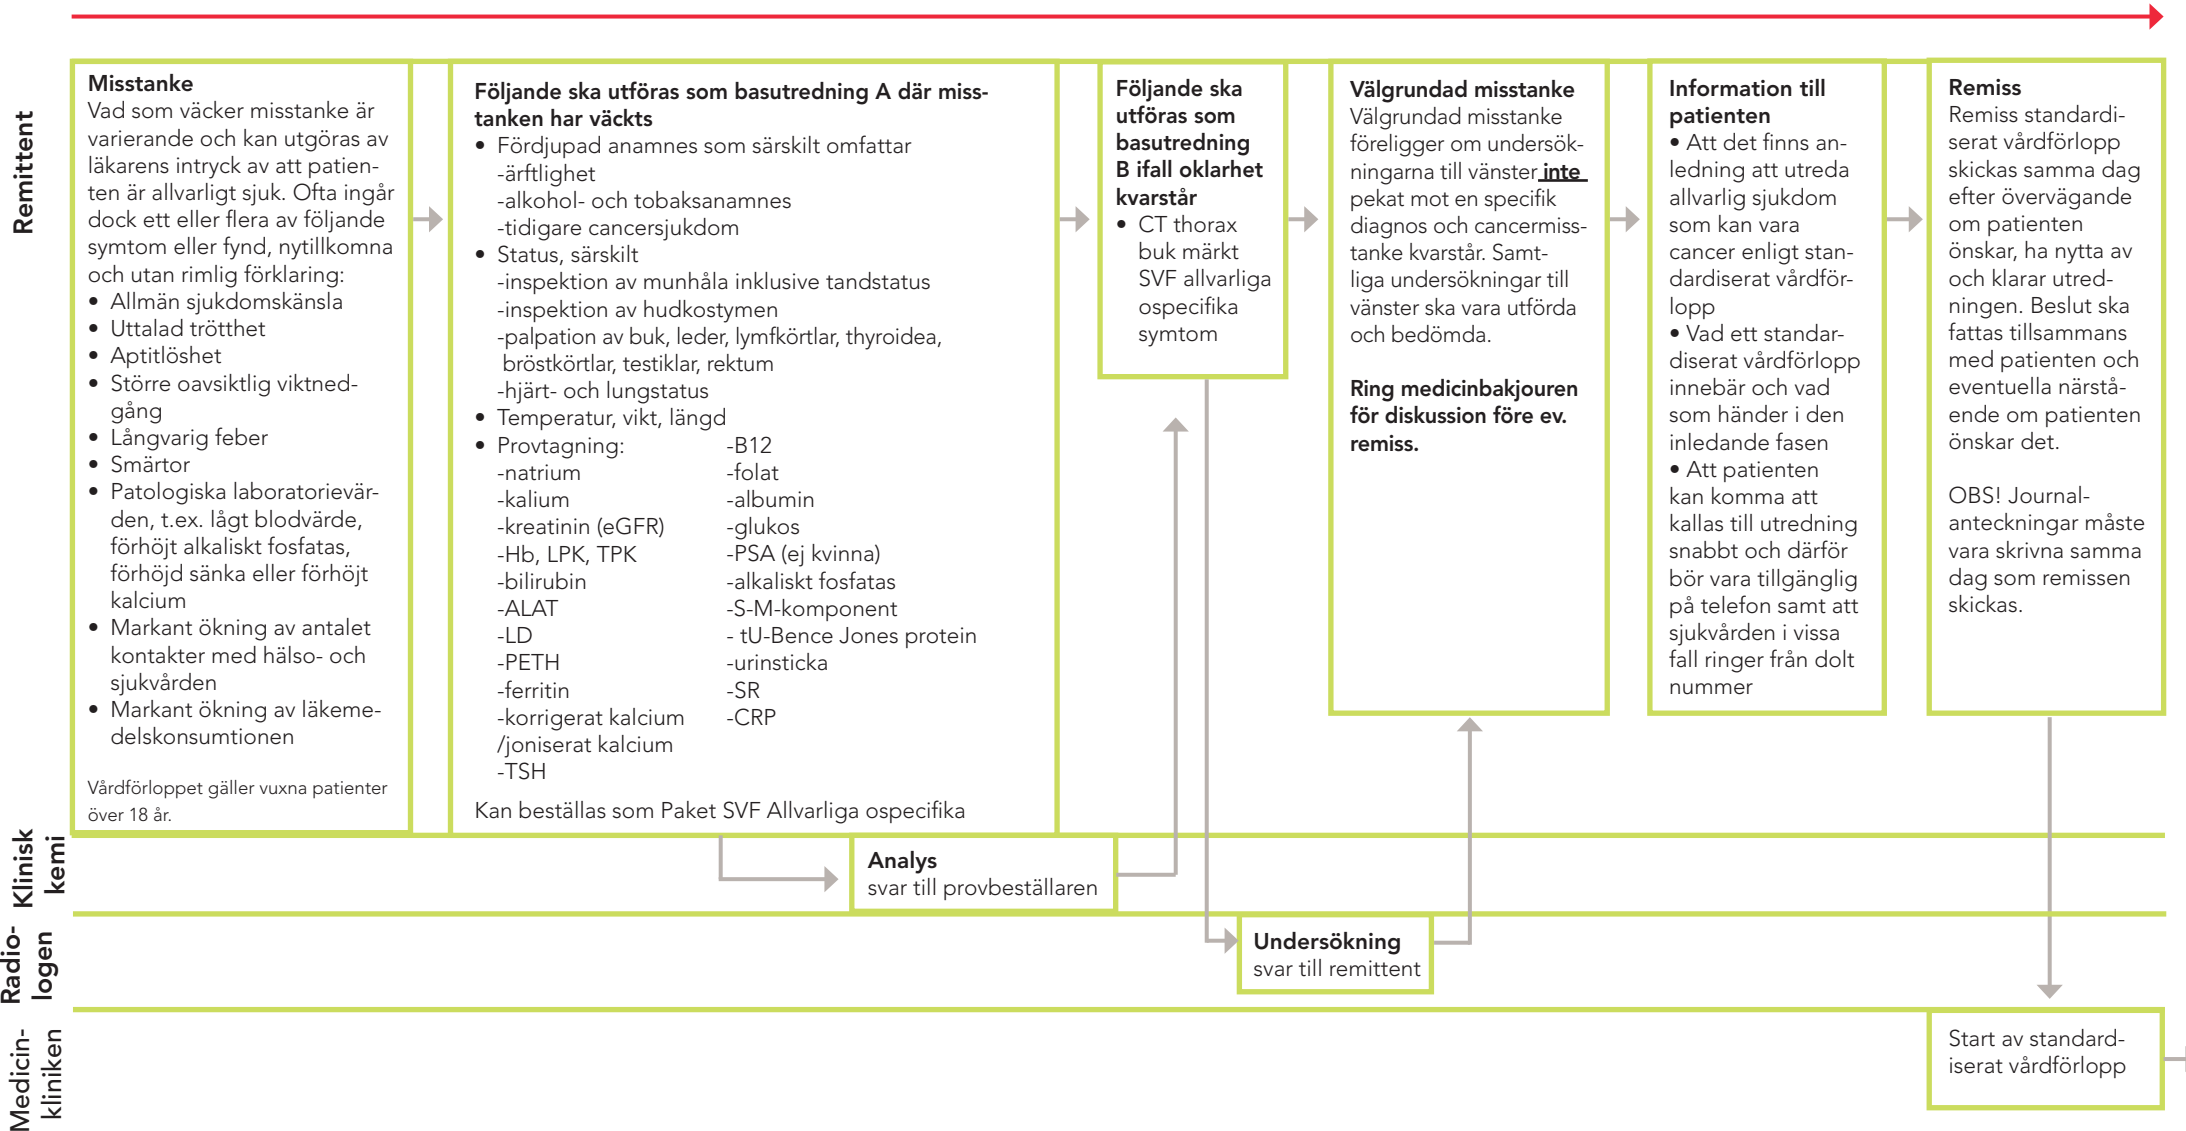 Remittent
Misstanke
Vad som väcker misstanke är
varierande och kan utgöras av
läkarens intryck av att patien-
ten är allvarligt sjuk. Ofta ingår
dock ett eller flera av följande
symtom eller fynd, nytillkomna
och utan rimlig förklaring:
• Allmän sjukdomskänsla
• Uttalad trötthet
• Aptitlöshet
• Större oavsiktlig viktned-
gång
• Långvarig feber
• Smärtor
• Patologiska laboratorievär-
den, t.ex. lågt blodvärde,
förhöjt alkaliskt fosfatas,
förhöjd sänka eller förhöjt
kalcium
• Markant ökning av antalet
kontakter med hälso- och
sjukvården
• Markant ökning av läkeme-
delskonsumtionen
Vårdförloppet gäller vuxna patienter
över 18 år.
Följande ska utföras som basutredning A där miss-
tanken har väckts
• Fördjupad anamnes som särskilt omfattar
-ärftlighet
-alkohol- och tobaksanamnes
-tidigare cancersjukdom
• Status, särskilt
-inspektion av munhåla inklusive tandstatus
-inspektion av hudkostymen
-palpation av buk, leder, lymfkörtlar, thyroidea,
bröstkörtlar, testiklar, rektum
-hjärt- och lungstatus
• Temperatur, vikt, längd
• Provtagning:
-natrium
-kalium
-kreatinin (eGFR)
-Hb, LPK, TPK
-bilirubin
-ALAT
-LD
-PETH
-ferritin
-korrigerat kalcium
/joniserat kalcium
-TSH
-B12
-folat
-albumin
-glukos
-PSA (ej kvinna)
-alkaliskt fosfatas
-S-M-komponent
- tU-Bence Jones protein
-urinsticka
-SR
-CRP
Kan beställas som Paket SVF Allvarliga ospecifika
Följande ska
utföras som
basutredning
B ifall oklarhet
kvarstår
• CT thorax
buk märkt
SVF allvarliga
ospecifika
symtom
Välgrundad misstanke
Välgrundad misstanke
föreligger om undersök-
ningarna till vänster inte
pekat mot en specifik
diagnos och cancermiss-
tanke kvarstår. Samt-
liga undersökningar till
vänster ska vara utförda
och bedömda.
Ring medicinbakjouren
för diskussion före ev.
remiss.
Information till
patienten
• Att det finns an-
ledning att utreda
allvarlig sjukdom
som kan vara
cancer enligt stan-
dardiserat vårdför-
lopp
• Vad ett standar-
diserat vårdförlopp
innebär och vad
som händer i den
inledande fasen
• Att patienten
kan komma att
kallas till utredning
snabbt och därför
bör vara tillgänglig
på telefon samt att
sjukvården i vissa
fall ringer från dolt
nummer
Remiss
Remiss standardi-
serat vårdförlopp
skickas samma dag
efter övervägande
om patienten
önskar, ha nytta av
och klarar utred-
ningen. Beslut ska
fattas tillsammans
med patienten och
eventuella närstå-
ende om patienten
önskar det.
OBS! Journal-
anteckningar måste
vara skrivna samma
dag som remissen
skickas.
Klinisk
kemi
Analys
svar till provbeställaren
Radio-
logen
Undersökning
svar till remittent
Medicin-
kliniken
Start av standard-
iserat vårdförlopp